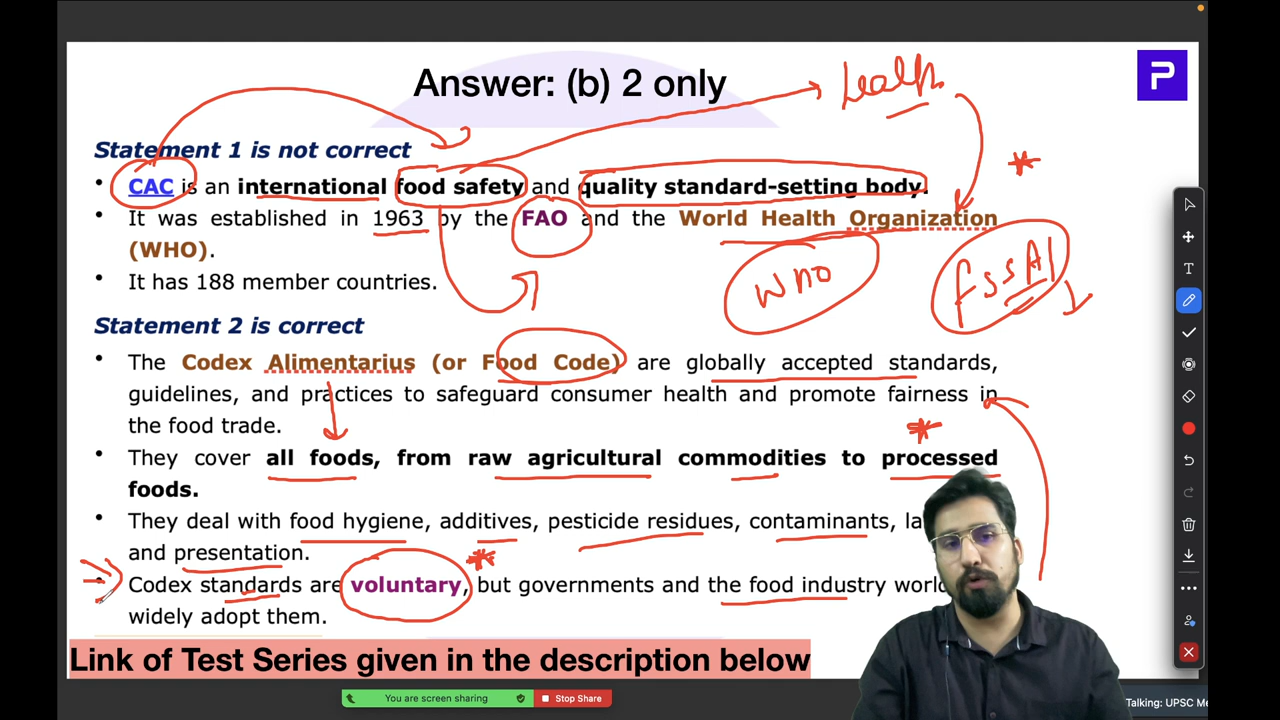 Answer: (b) 2 only
Health
P
Statement 1 is not correct
• CAC is an international food safety and quality standard-setting body.
• It was established in 1963 by the FAO and the World Health Organization
(WHO).
WHO
FSSAI
• It has 188 member countries.
Statement 2 is correct
• The Codex Alimentarius (or Food Code) are globally accepted standards,
guidelines, and practices to safeguard consumer health and promote fairness in
the food trade.
• They cover all foods, from raw agricultural commodities to processed
foods.
• They deal with food hygiene, additives, pesticide residues, contaminants,
and presentation.
• Codex standards are voluntary, but governments and the food industry
widely adopt them.
Link of Test Series given in the description below
You are screen sharing
Stop Share
Talking: UPSC
T